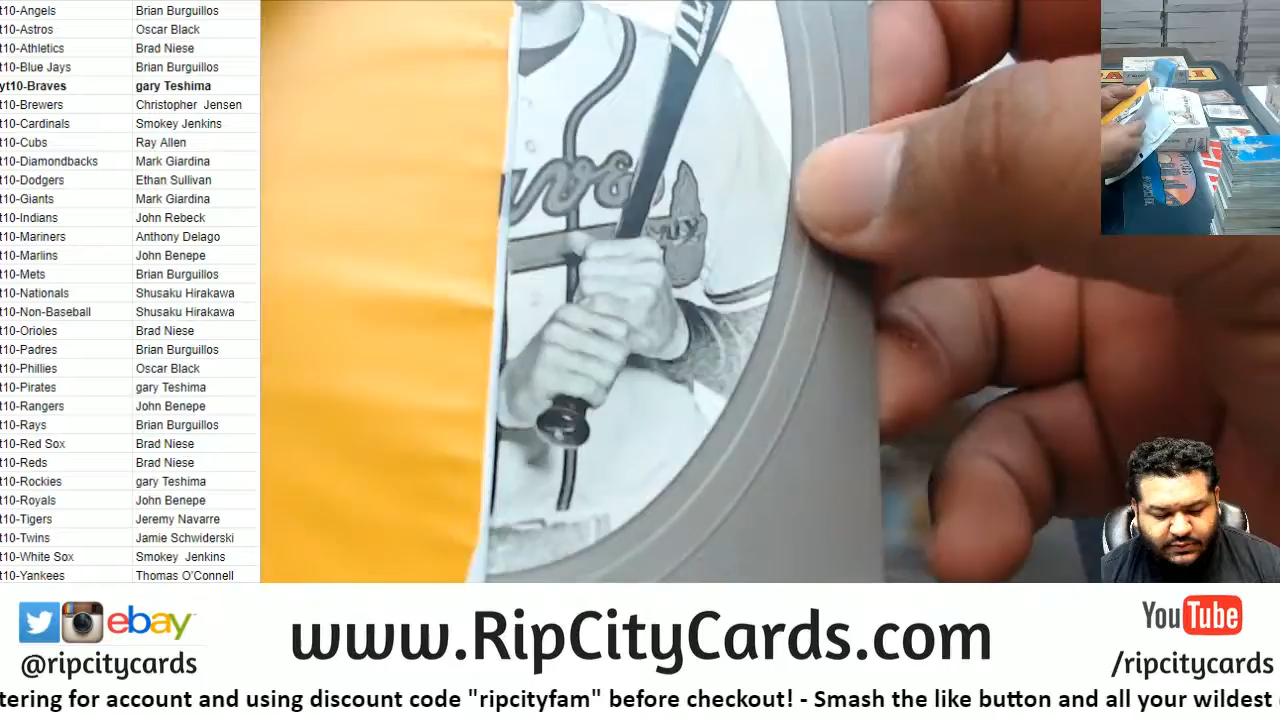 t10-Angels Brian Burguillos
t10-Astros Oscar Black
t10-Athletics Brad Niese
t10-Blue Jays Brian Burguillos
yt10-Braves gary Teshima
t10-Brewers Christopher Jensen
t10-Cardinals Smokey Jenkins
t10-Cubs Ray Allen
t10-Diamondbacks Mark Giardina
t10-Dodgers Ethan Sullivan
t10-Giants Mark Giardina
t10-Indians John Rebeck
t10-Mariners Anthony Delago
t10-Marlins John Benepe
t10-Mets Brian Burguillos
t10-Nationals Shusaku Hirakawa
t10-Non-Baseball Shusaku Hirakawa
t10-Orioles Brad Niese
t10-Padres Brian Burguillos
t10-Phillies Oscar Black
t10-Pirates gary Teshima
t10-Rangers John Benepe
t10-Rays Brian Burguillos
t10-Red Sox Brad Niese
t10-Reds Brad Niese
t10-Rockies gary Teshima
t10-Royals John Benepe
t10-Tigers Jeremy Navarre
t10-Twins Jamie Schwiderski
t10-White Sox Smokey Jenkins
t10-Yankees Thomas O'Connell
ebay
@ripcitycards
www.RipCityCards.com
YouTube
/ripcitycards
tering for account and using discount code "ripcityfam" before checkout! - Smash the like button and all your wildest